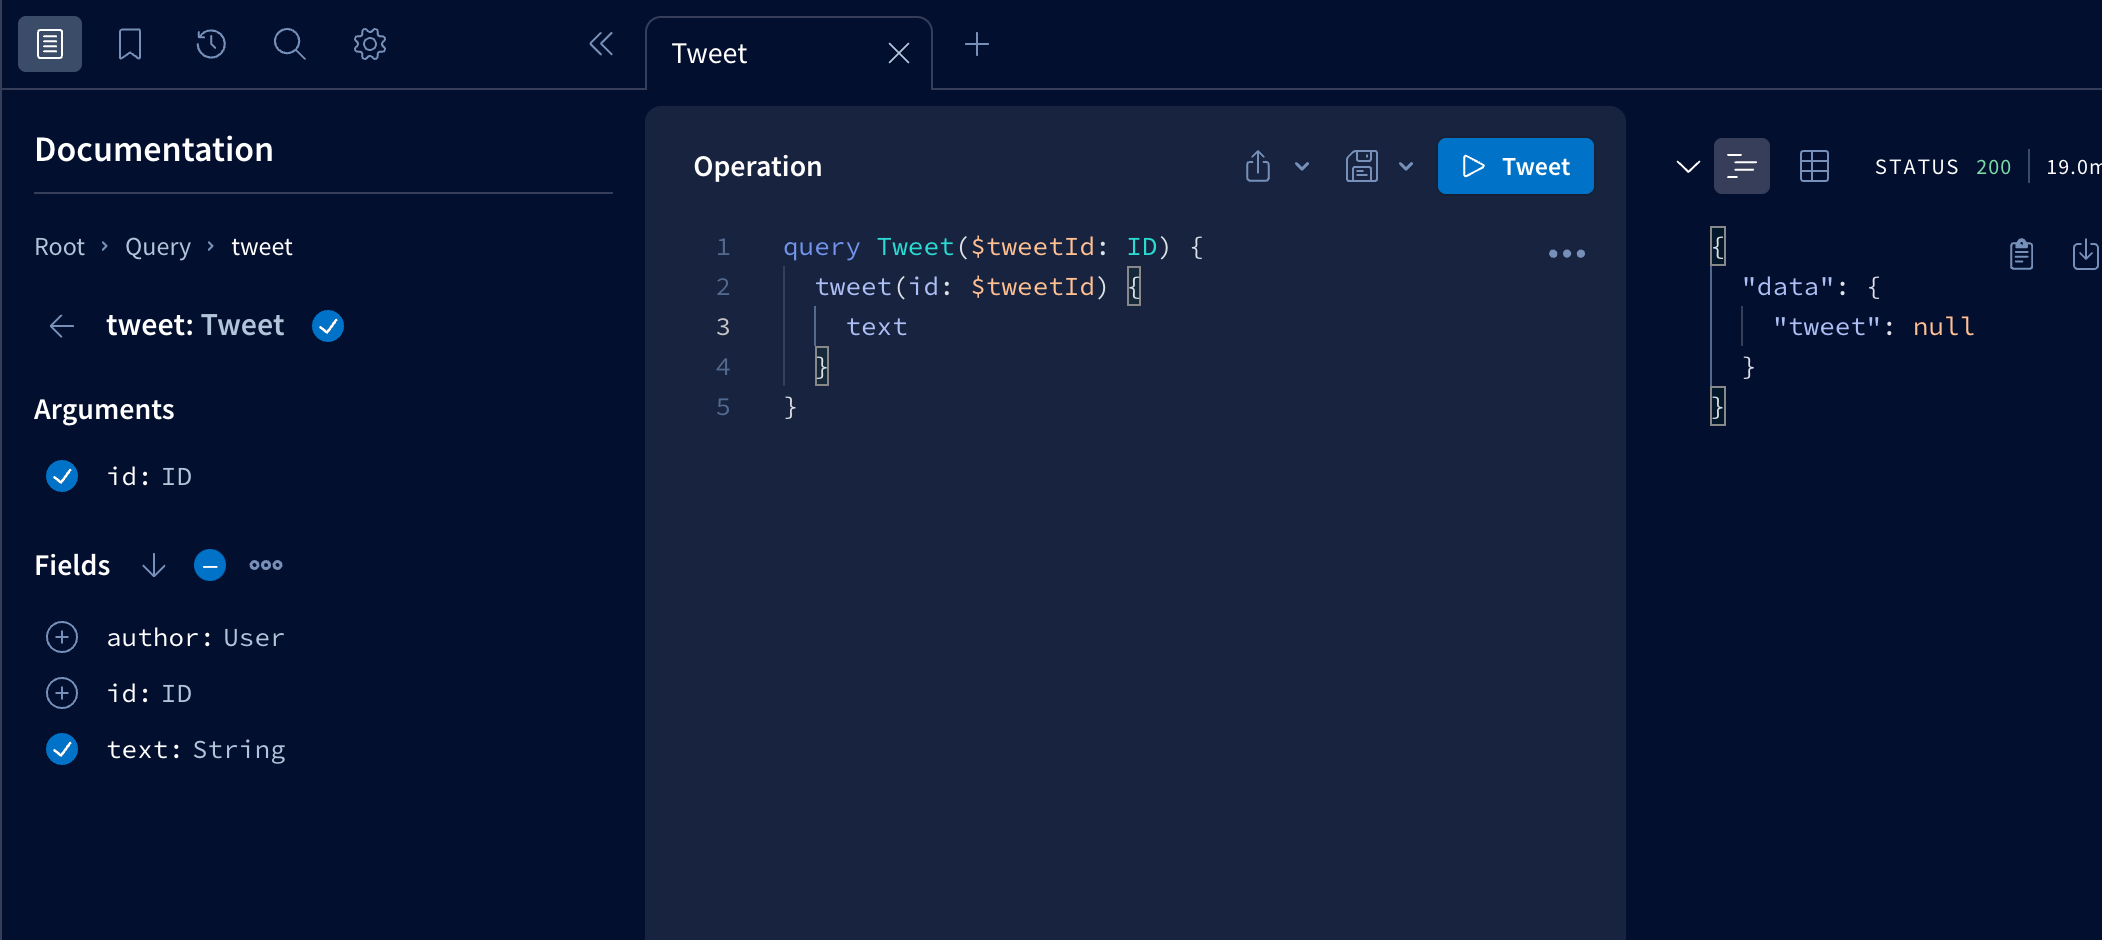 Tweet
Documentation
Root › Query › tweet
tweet: Tweet
Arguments
id: ID
Fields
author: User
id: ID
text: String
Operation
Tweet
1 query Tweet($tweetId: ID) {
2 tweet(id: $tweetId) {
3 text
4 }
5 }
STATUS 200 | 19.0m
{
"data": {
"tweet": null
}
}